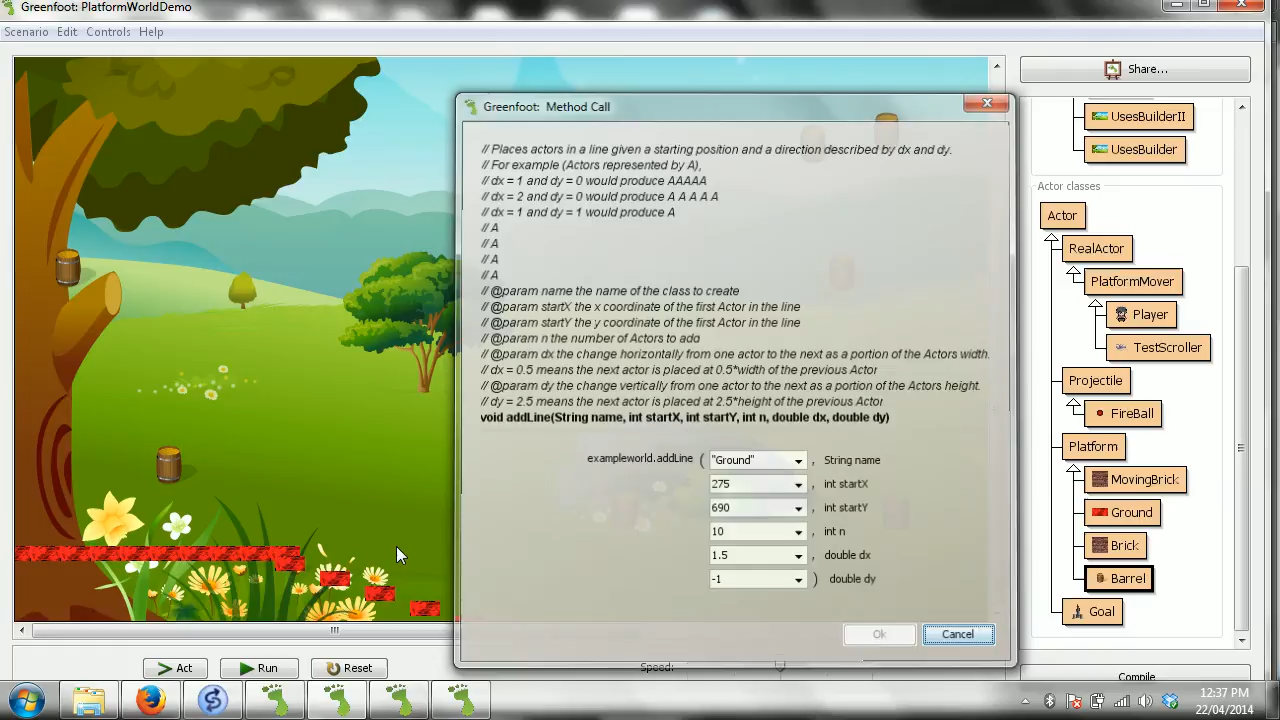 Greenfoot: PlatformWorldDemo
Scenario Edit Controls Help
Share...
UsesBuilderII
UsesBuilder
Actor classes
Actor
RealActor
PlatformMover
Player
TestScroller
Projectile
FireBall
Platform
MovingBrick
Ground
Brick
Barrel
Goal
Greenfoot: Method Call
// Places actors in a line given a starting position and a direction described by dx and dy.
// For example (Actors represented by A),
// dx = 1 and dy = 0 would produce AAAAA
// dx = 2 and dy = 0 would produce A A A A A
// dx = 1 and dy = 1 would produce A
// A
// A
// A
// A
// @param name the name of the class to create
// @param startX the x coordinate of the first Actor in the line
// @param startY the y coordinate of the first Actor in the line
// @param n the number of Actors to add
// @param dx the change horizontally from one actor to the next as a portion of the Actors width.
// dx = 0.5 means the next actor is placed at 0.5*width of the previous Actor
// @param dy the change vertically from one actor to the next as a portion of the Actors height.
// dy = 2.5 means the next actor is placed at 2.5*height of the previous Actor
void addLine(String name, int startX, int startY, int n, double dx, double dy)
exampleworld.addLine ( "Ground" , String name
275 , int startX
690 , int startY
10 , int n
1.5 , double dx
-1 ) double dy
Ok Cancel
Act Run Reset Speed:
Compile
12:37 PM
22/04/2014